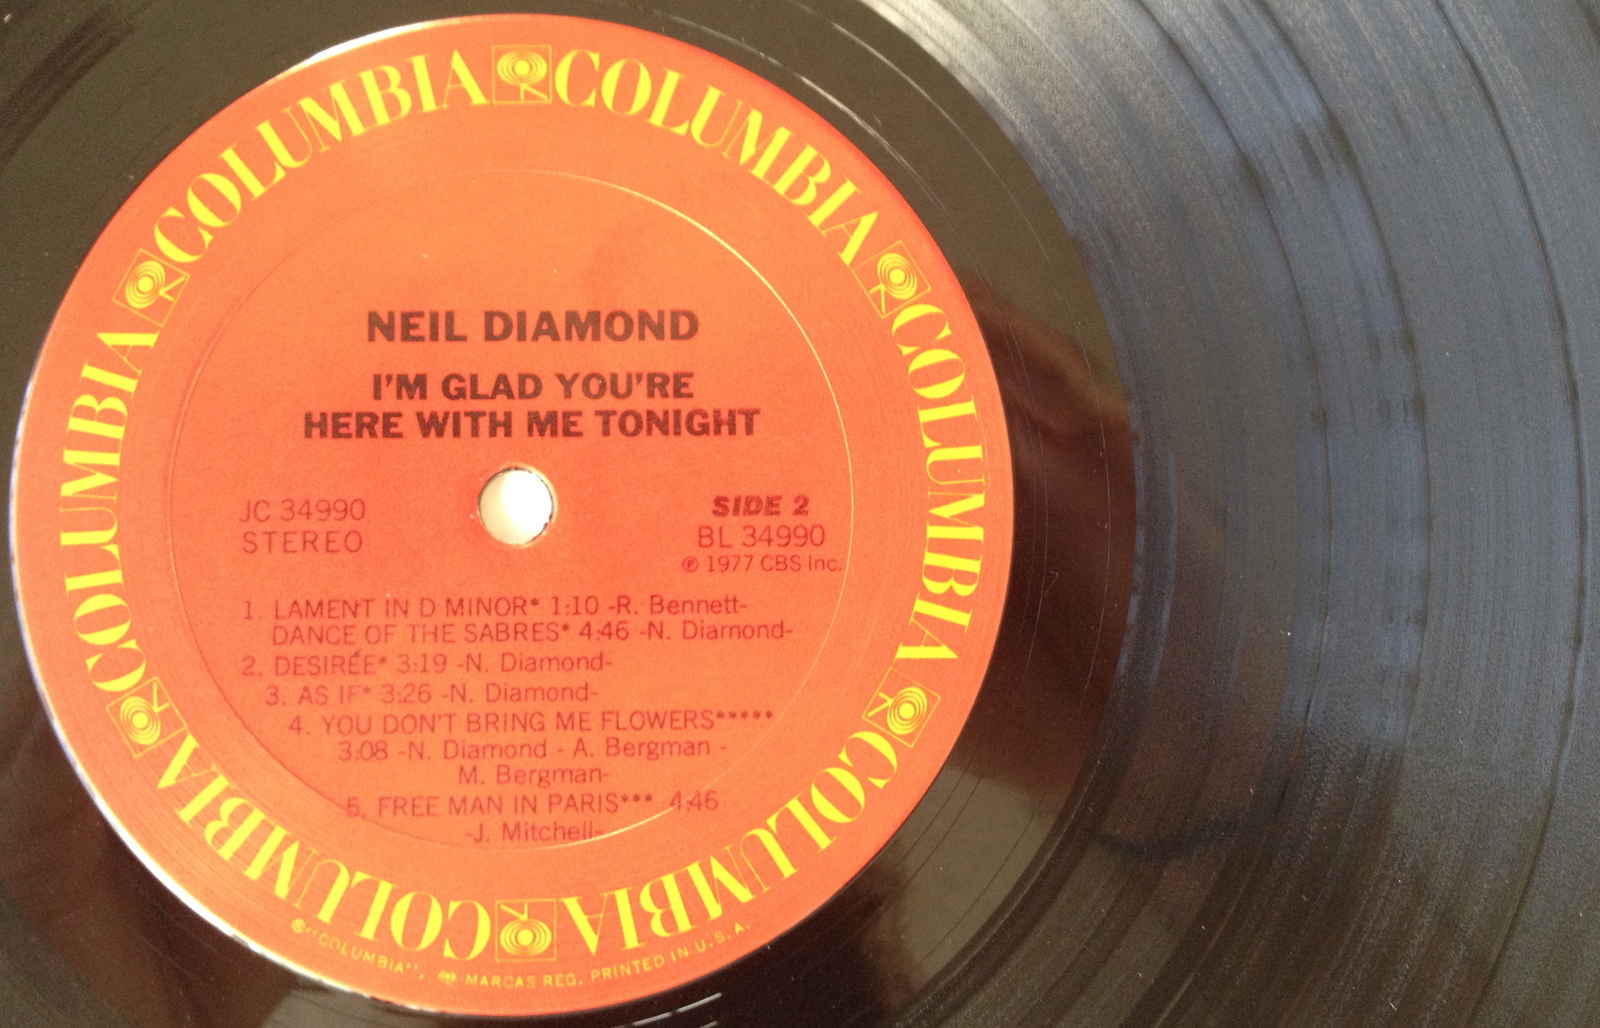 COLUMBIA COLUMBIA COLUMBIA COLUMBIA COLUMBIA COLUMBIA
NEIL DIAMOND
I'M GLAD YOU'RE
HERE WITH ME TONIGHT
JC 34990
STEREO
SIDE 2
BL 34990
℗ 1977 CBS Inc.
1. LAMENT IN D MINOR* 1:10 -R. Bennett-
DANCE OF THE SABRES* 4:46 -N. Diamond-
2. DESIRÉE* 3:19 -N. Diamond-
3. AS IF* 3:26 -N. Diamond-
4. YOU DON'T BRING ME FLOWERS*****
3:08 -N. Diamond - A. Bergman -
M. Bergman-
5. FREE MAN IN PARIS*** 4:46
-J. Mitchell-
®"COLUMBIA", MARCAS REG. PRINTED IN U.S.A.